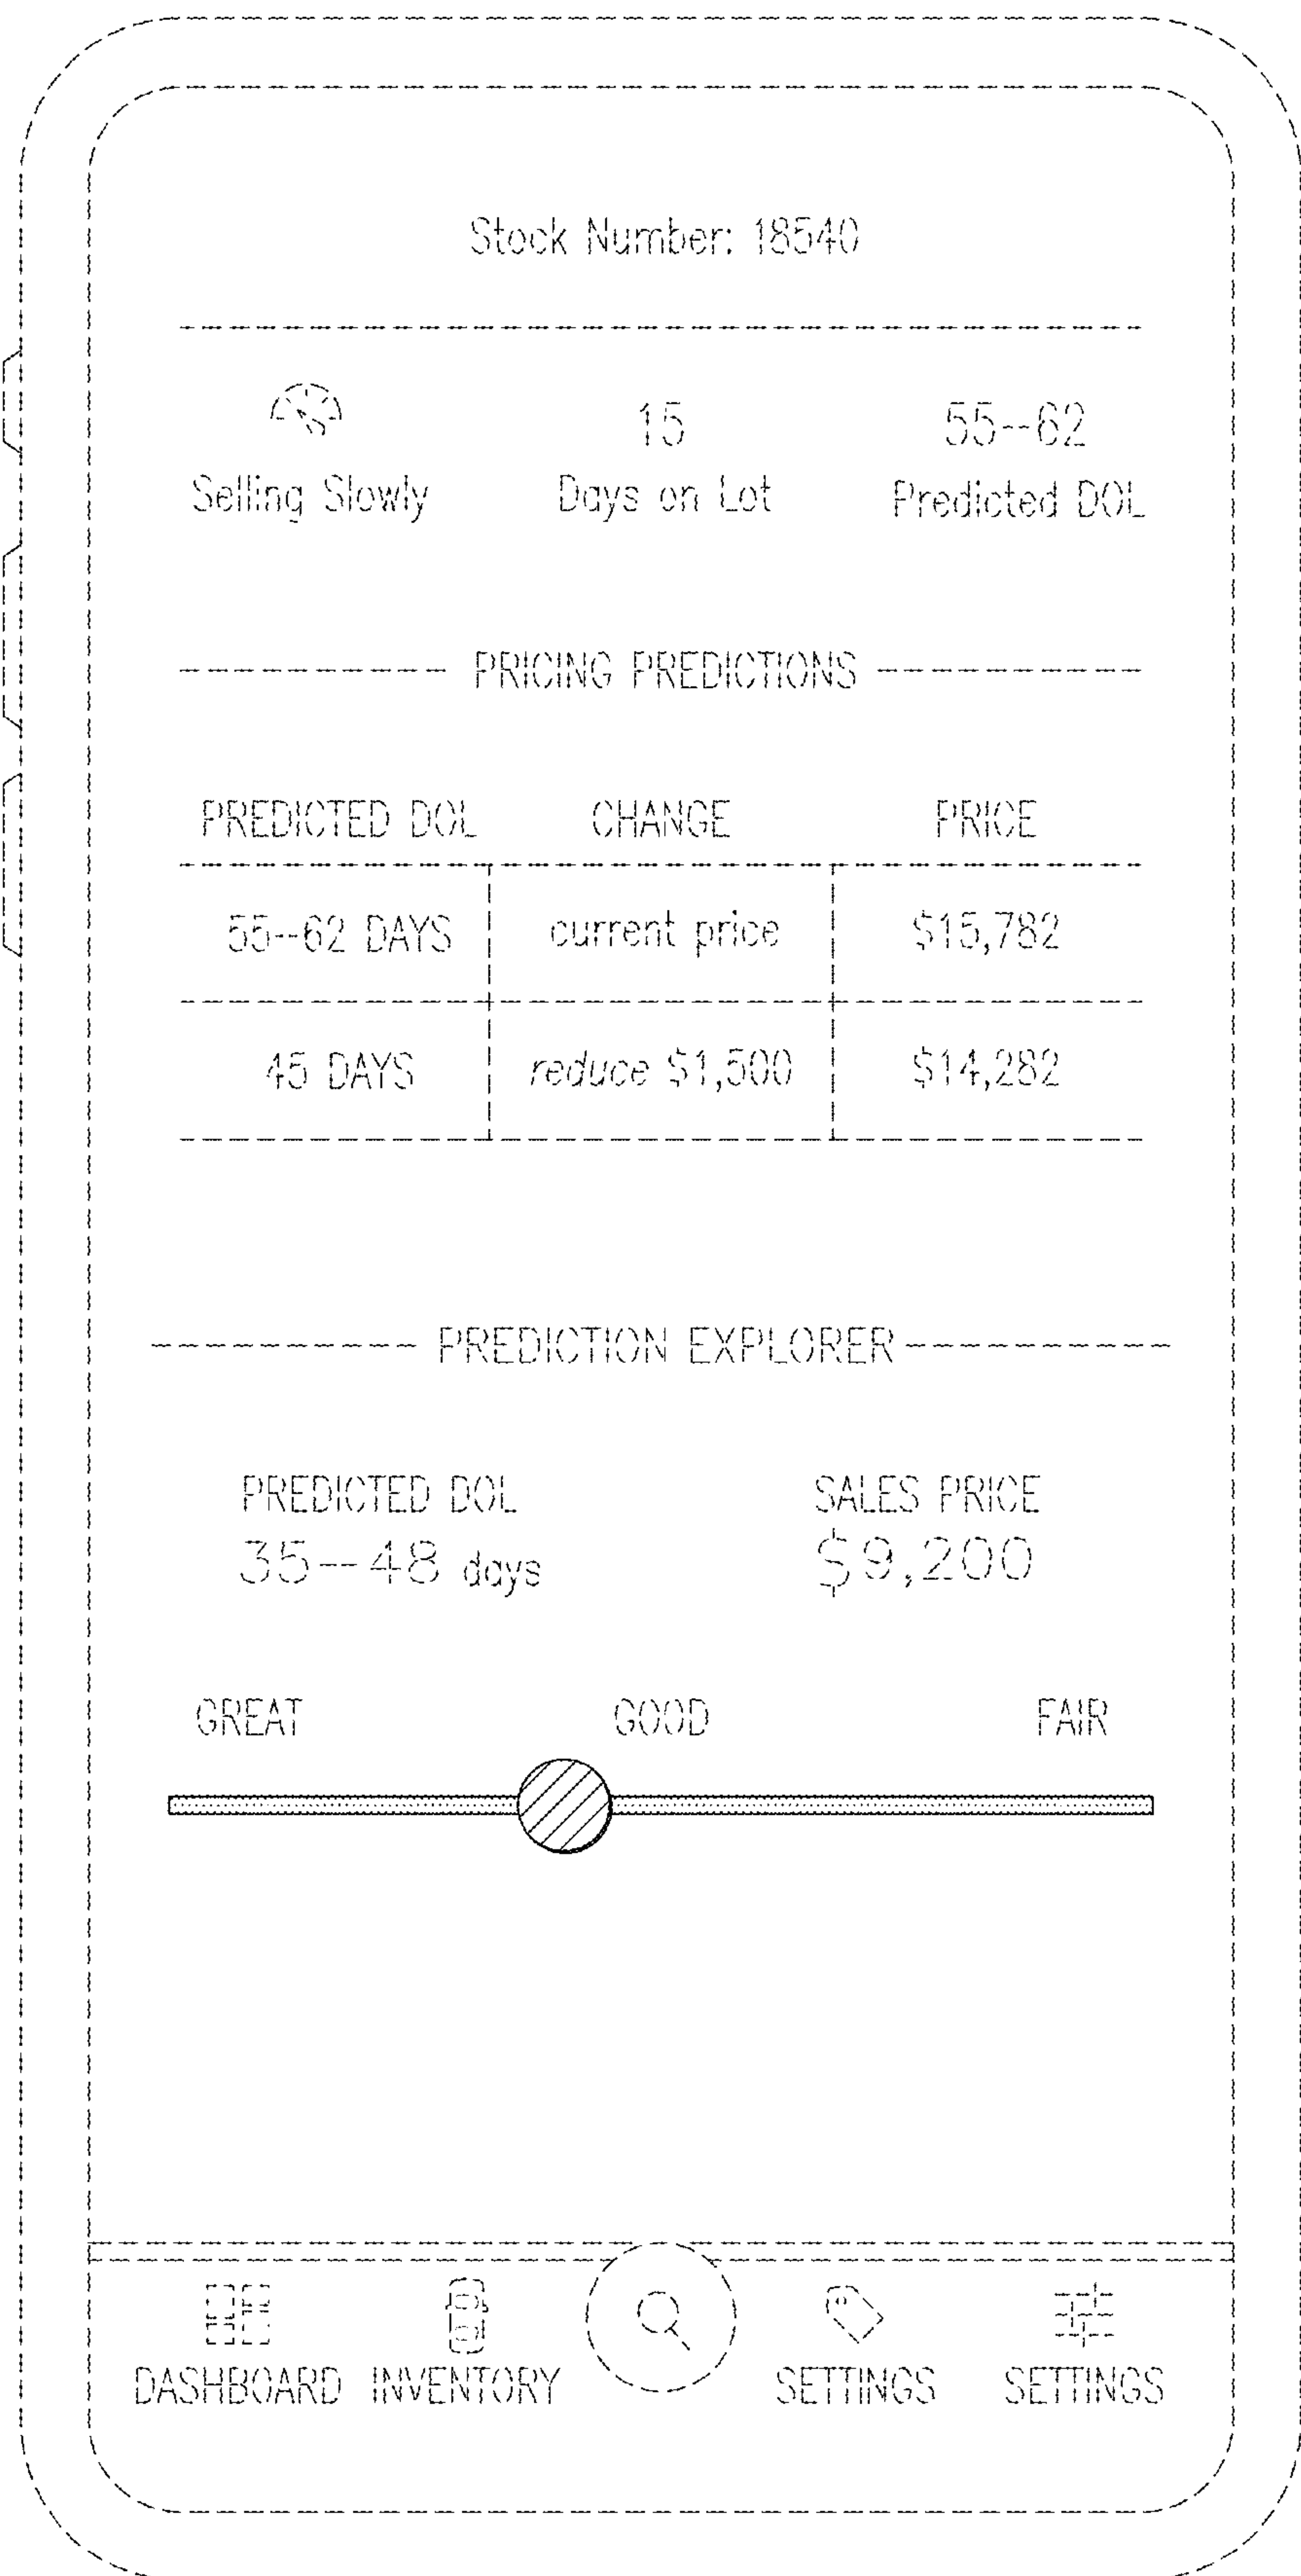 Stock Number: 18540
15 55--62
Selling Slowly Days on Lot Predicted DOL
PRICING PREDICTIONS
PREDICTED DOL CHANGE PRICE
55--62 DAYS current price $15,782
45 DAYS reduce $1,500 $14,282
PREDICTION EXPLORER
PREDICTED DOL SALES PRICE
35--48 days $9,200
GREAT GOOD FAIR
DASHBOARD INVENTORY SETTINGS SETTINGS